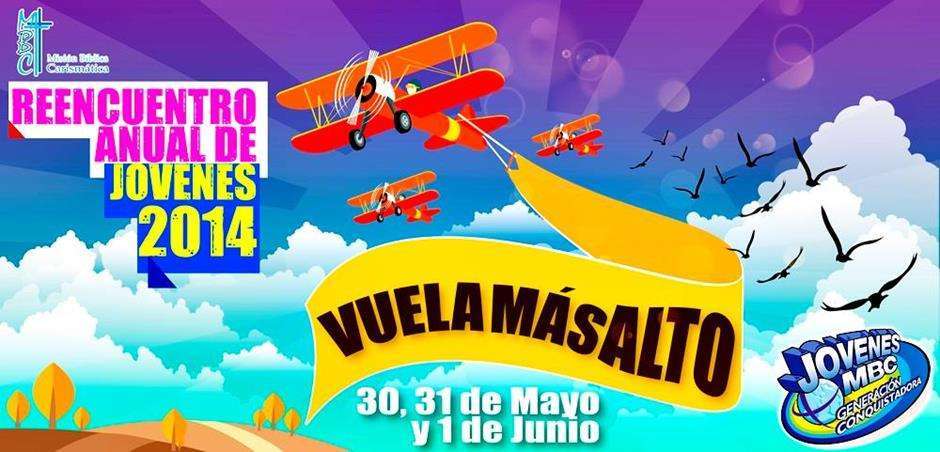 MBC
Misión Bíblica
Carismática
REENCUENTRO
ANUAL DE
JOVENES
2014
VUELA MÁS ALTO
30, 31 de Mayo
y 1 de Junio
JOVENES
MBC
GENERACIÓN
CONQUISTADORA